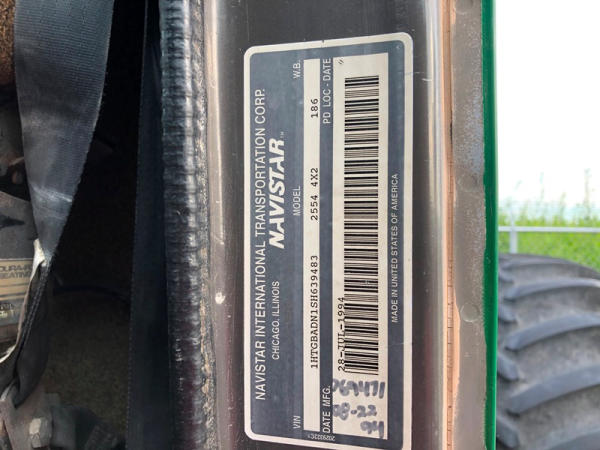 NAVISTAR INTERNATIONAL TRANSPORTATION CORP.
CHICAGO, ILLINOIS
NAVISTAR™
VIN MODEL W.B.
1HTGBADN1SH639483 2554 4X2 186
DATE MFG. PD LOC - DATE
28-JUL-1994
08-22
94
MADE IN UNITED STATES OF AMERICA